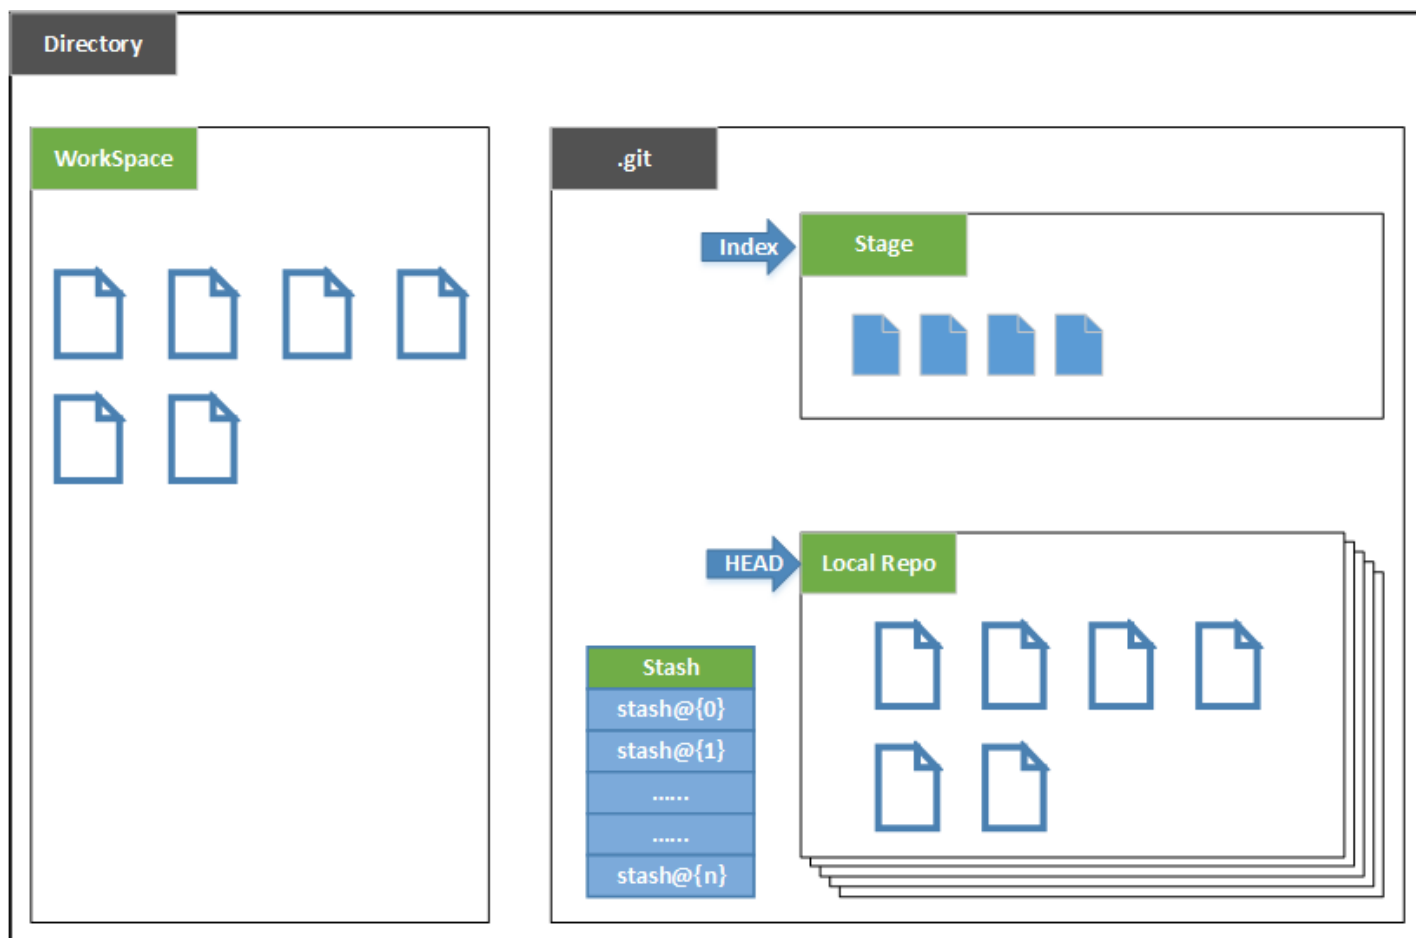 Directory
WorkSpace
.git
Index
Stage
HEAD
Local Repo
Stash
stash@{0}
stash@{1}
......
......
stash@{n}